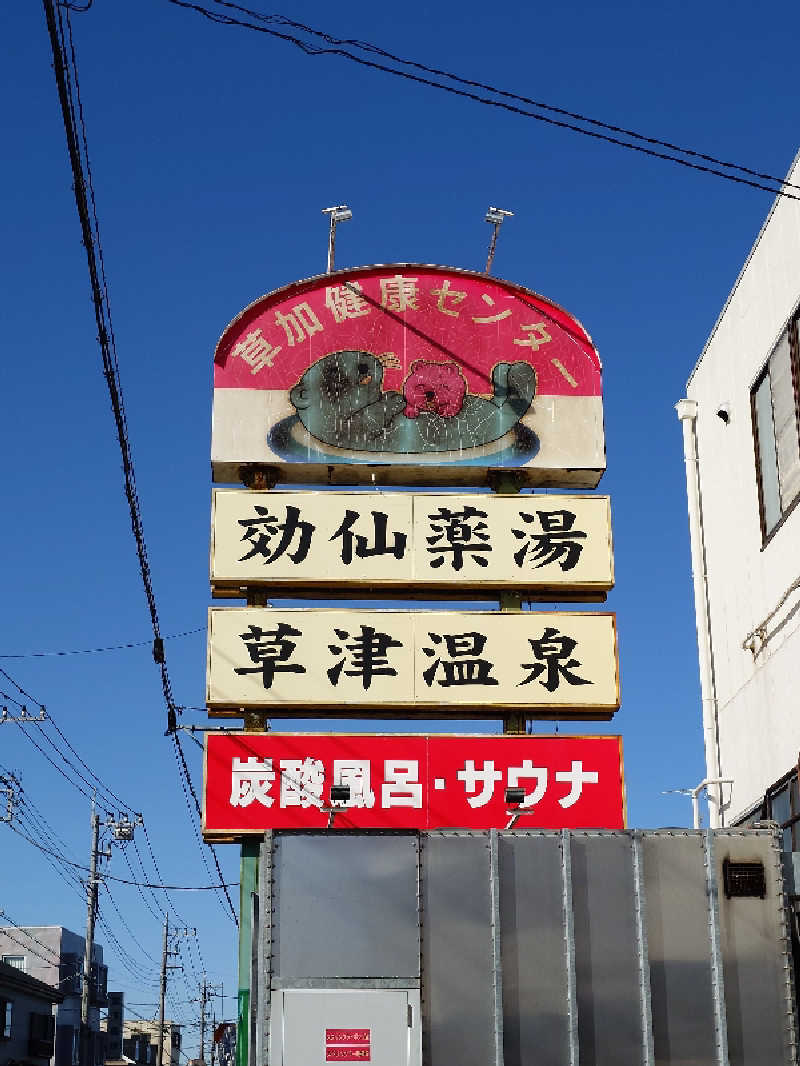 草加健康センター
効仙薬湯
草津温泉
炭酸風呂・サウナ